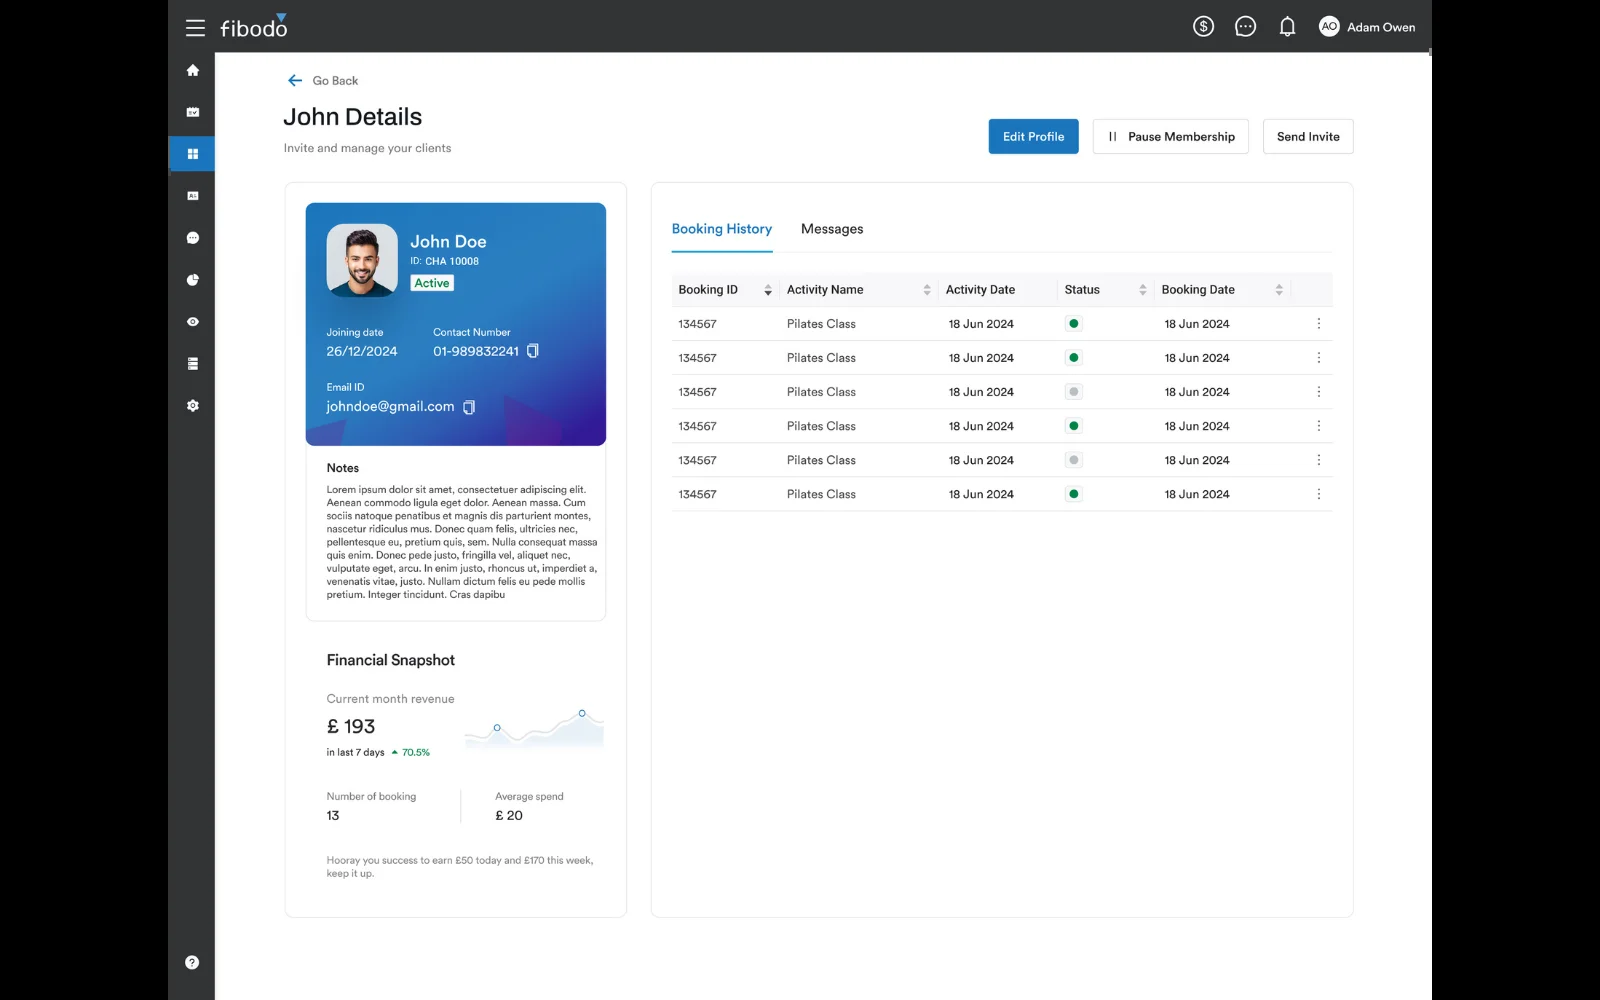 fibodo
$
AO
Adam Owen
Go Back
John Details
Invite and manage your clients
Edit Profile
Pause Membership
Send Invite
John Doe
ID: CHA 10008
Active
Joining date
Contact Number
26/12/2024
01-989832241
Email ID
johndoe@gmail.com
Notes
Lorem ipsum dolor sit amet, consectetuer adipiscing elit.
Aenean commodo ligula eget dolor. Aenean massa. Cum
sociis natoque penatibus et magnis dis parturient montes,
nascetur ridiculus mus. Donec quam felis, ultricies nec,
pellentesque eu, pretium quis, sem. Nulla consequat massa
quis enim. Donec pede justo, fringilla vel, aliquet nec,
vulputate eget, arcu. In enim justo, rhoncus ut, imperdiet a,
venenatis vitae, justo. Nullam dictum felis eu pede mollis
pretium. Integer tincidunt. Cras dapibu
Financial Snapshot
Current month revenue
£ 193
in last 7 days 70.5%
Number of booking
13
Average spend
£ 20
Hooray you success to earn £50 today and £170 this week,
keep it up.
Booking History
Messages
Booking ID Activity Name Activity Date Status Booking Date
134567 Pilates Class 18 Jun 2024 18 Jun 2024
134567 Pilates Class 18 Jun 2024 18 Jun 2024
134567 Pilates Class 18 Jun 2024 18 Jun 2024
134567 Pilates Class 18 Jun 2024 18 Jun 2024
134567 Pilates Class 18 Jun 2024 18 Jun 2024
134567 Pilates Class 18 Jun 2024 18 Jun 2024
?